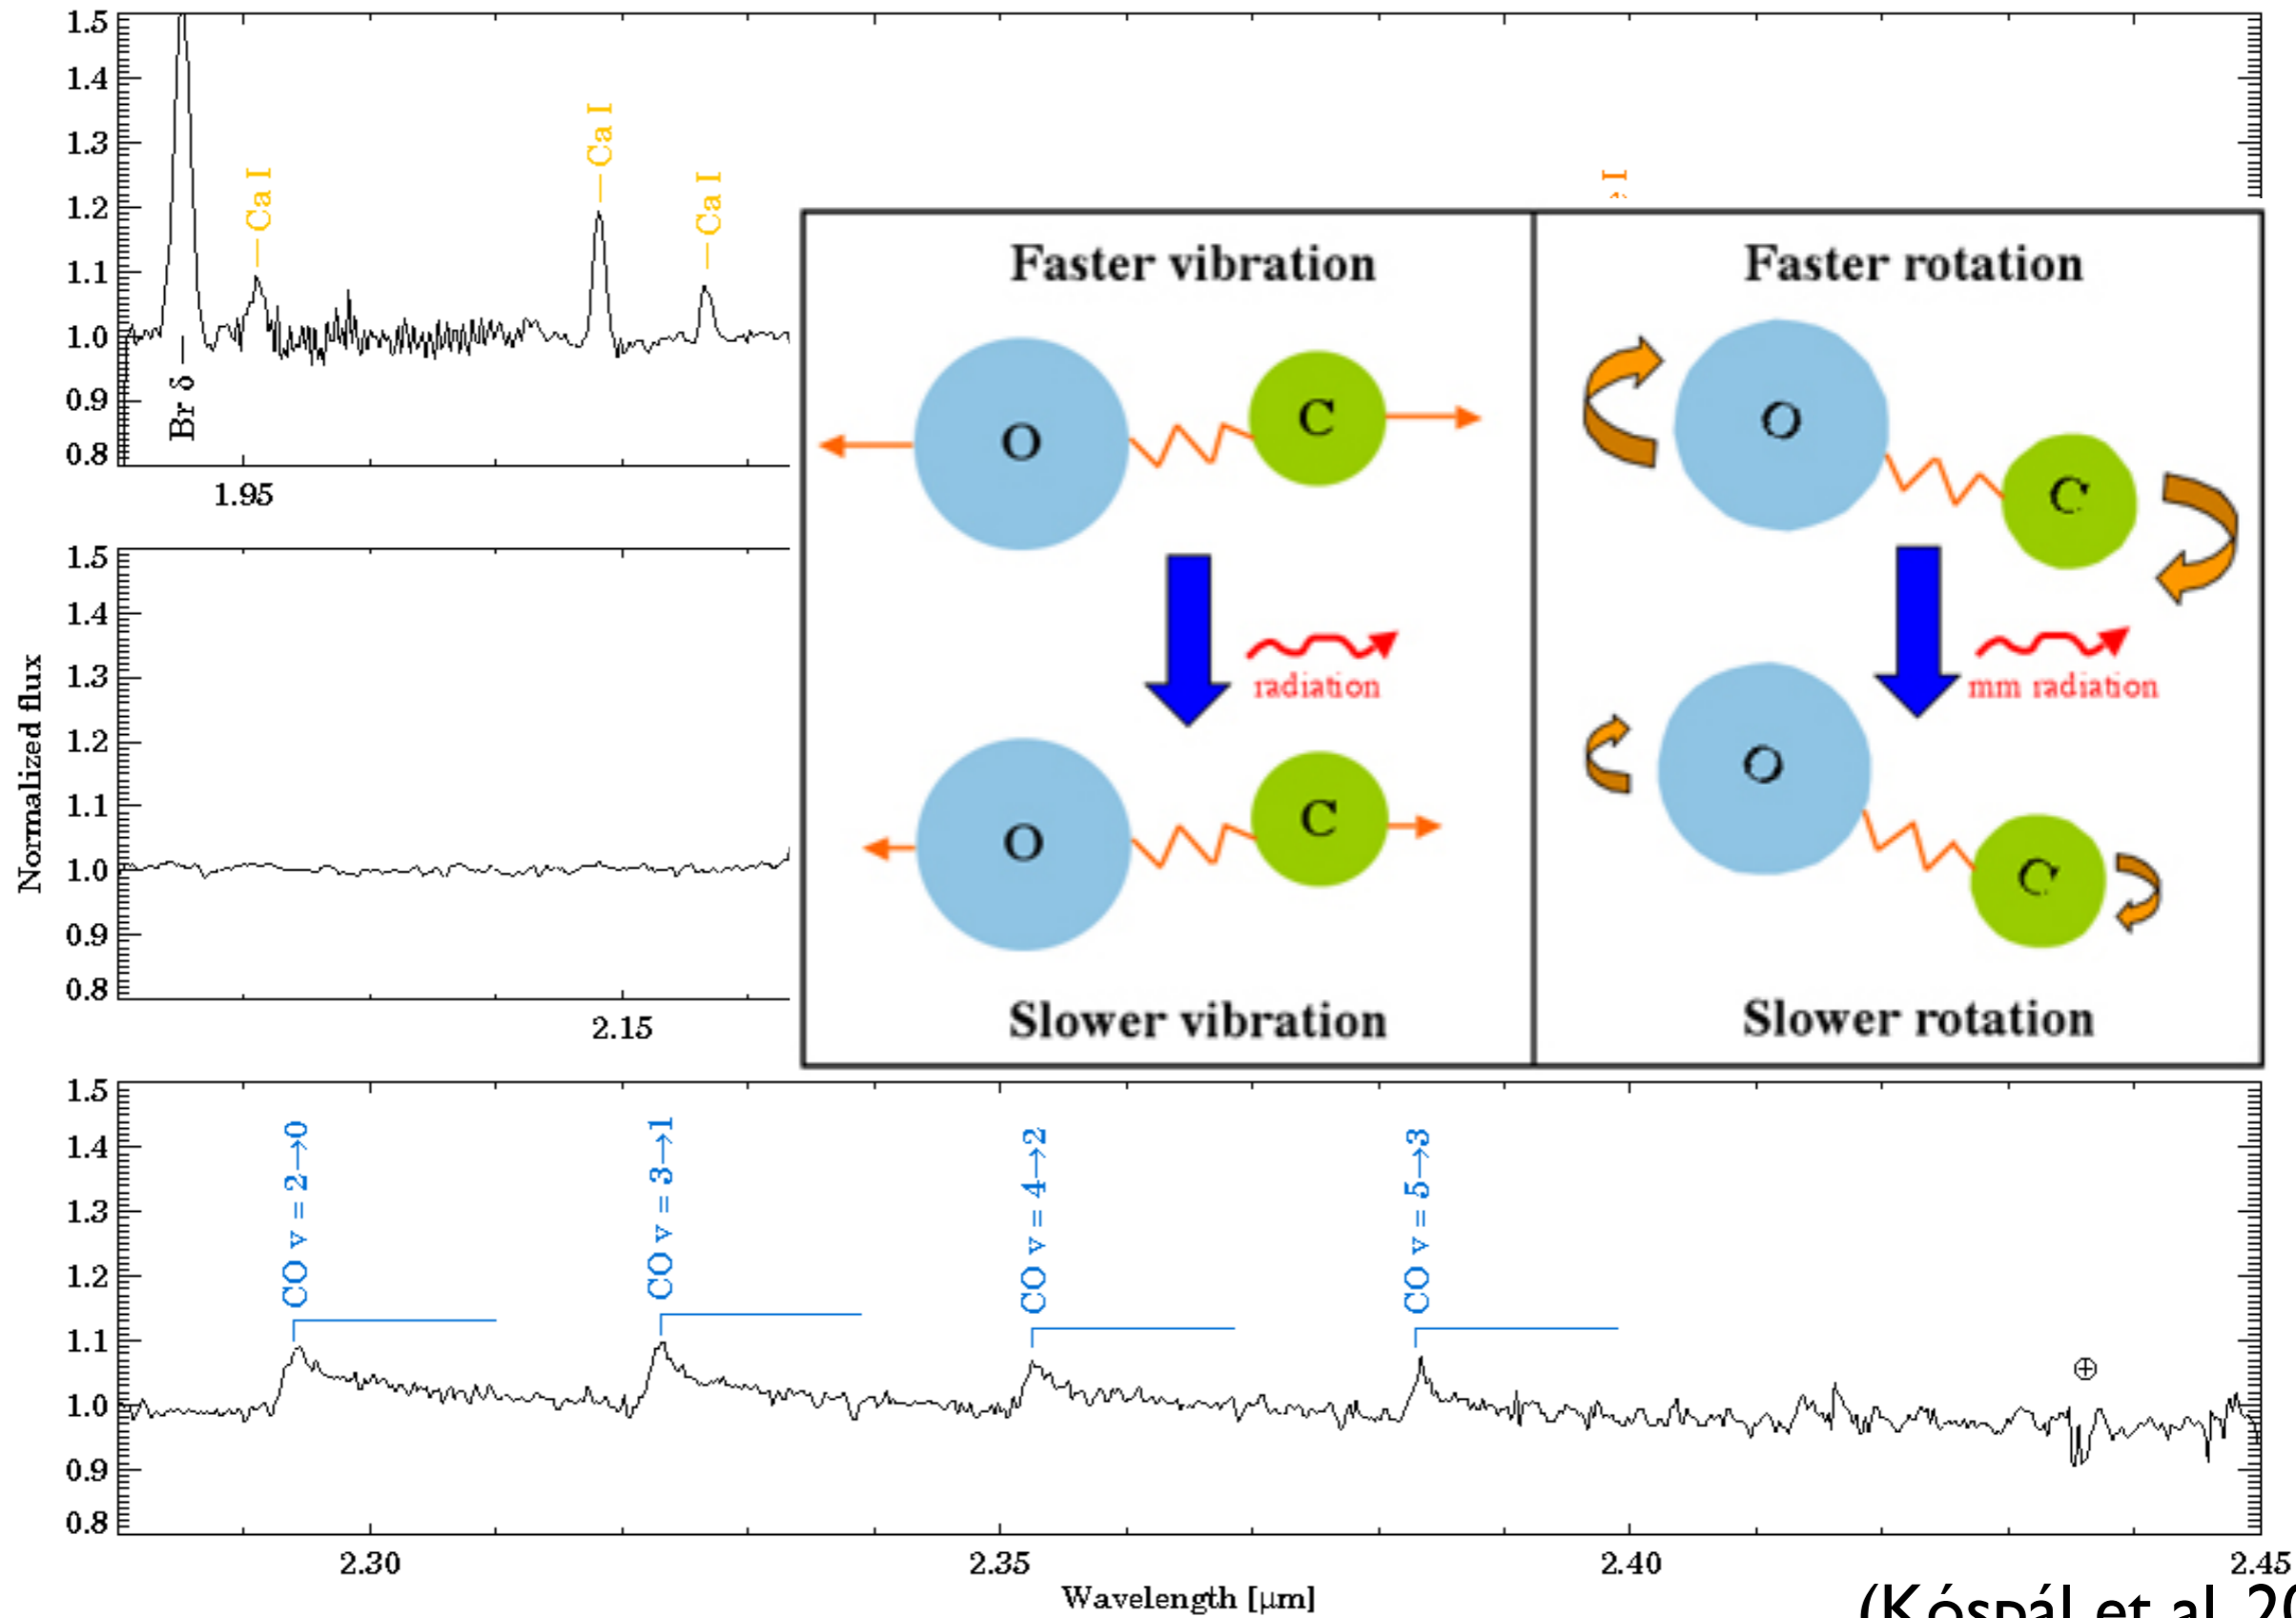 1.5
1.4
1.3
1.2
1.1
1.0
0.9
0.8
Br δ
Ca I
Ca I
Ca I
I
1.95
Faster vibration
O
C
radiation
O
C
Slower vibration
Faster rotation
O
C
mm radiation
O
C
Slower rotation
Normalized flux
1.5
1.4
1.3
1.2
1.1
1.0
0.9
0.8
2.15
1.5
1.4
1.3
1.2
1.1
1.0
0.9
0.8
CO v = 2→0
CO v = 3→1
CO v = 4→2
CO v = 5→3
⊕
2.30
2.35
2.40
2.45
Wavelength [μm]
(Kóspál et al. 20